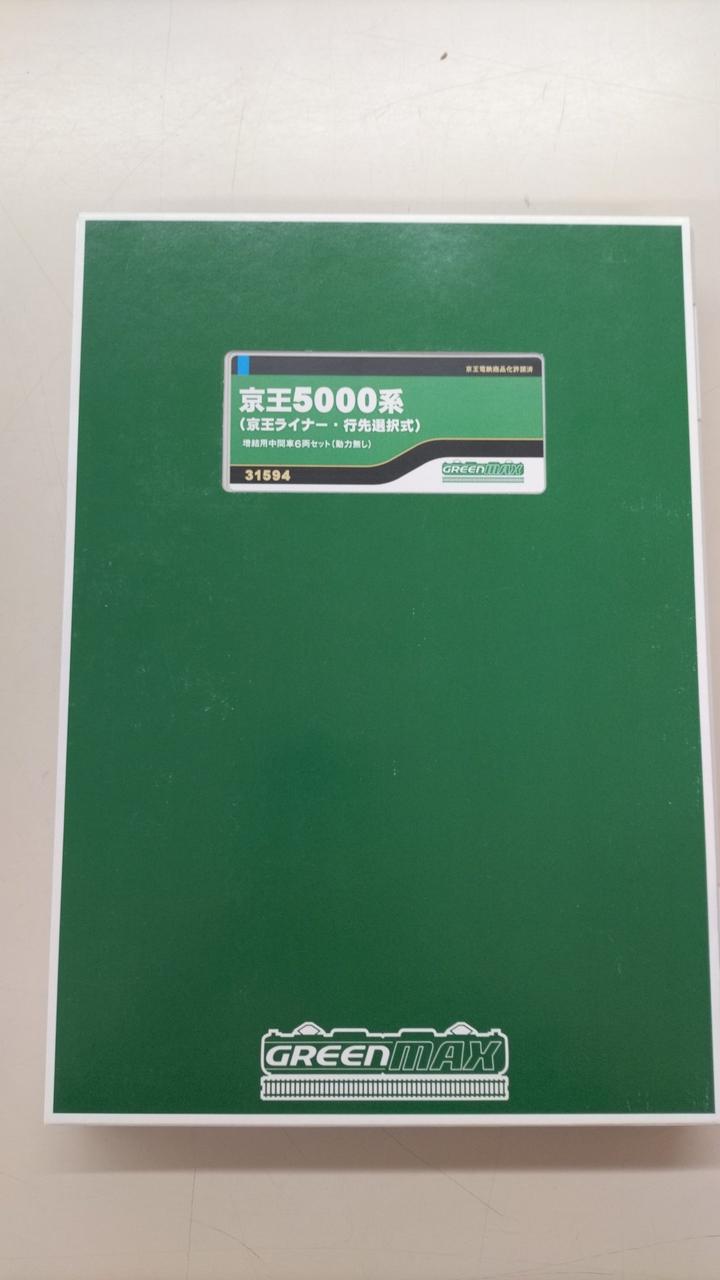 京王電鉄商品化許諾済
京王5000系
(京王ライナー・行先選択式)
増結用中間車6両セット(動力無し)
31594
GREENMAX
GREENMAX